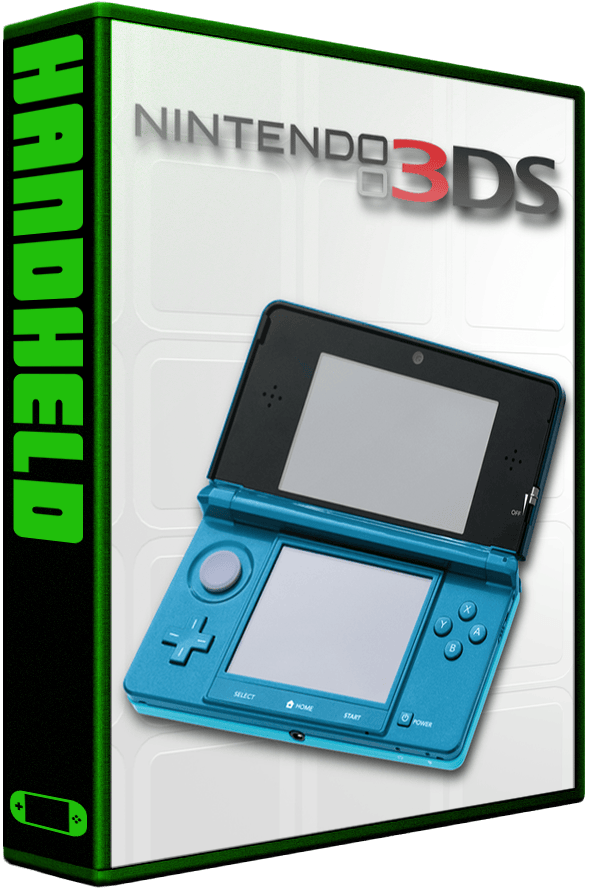 HANDHELD
NINTENDO 3DS
OFF
X
Y A
B
SELECT HOME START POWER